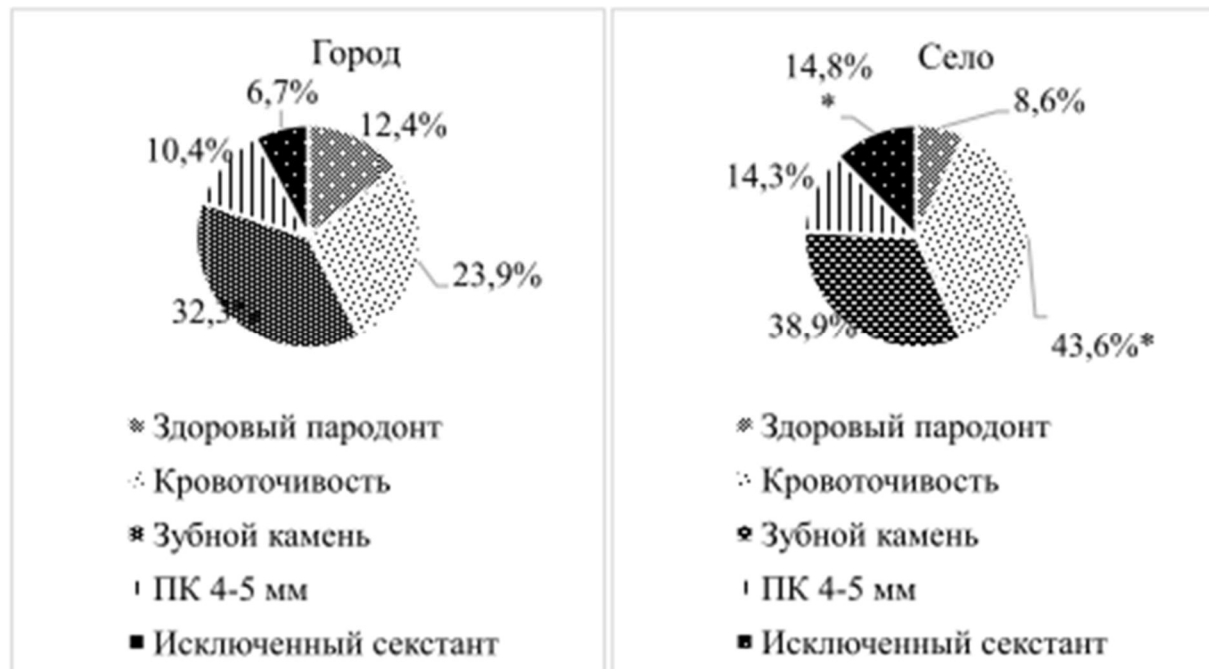 Город
6,7%
12,4%
10,4%
23,9%
32,3
Здоровый пародонт
Кровоточивость
Зубной камень
ПК 4-5 мм
Исключенный секстант
Село
14,8%
*
8,6%
14,3%
38,9%
43,6%*
Здоровый пародонт
Кровоточивость
Зубной камень
ПК 4-5 мм
Исключенный секстант